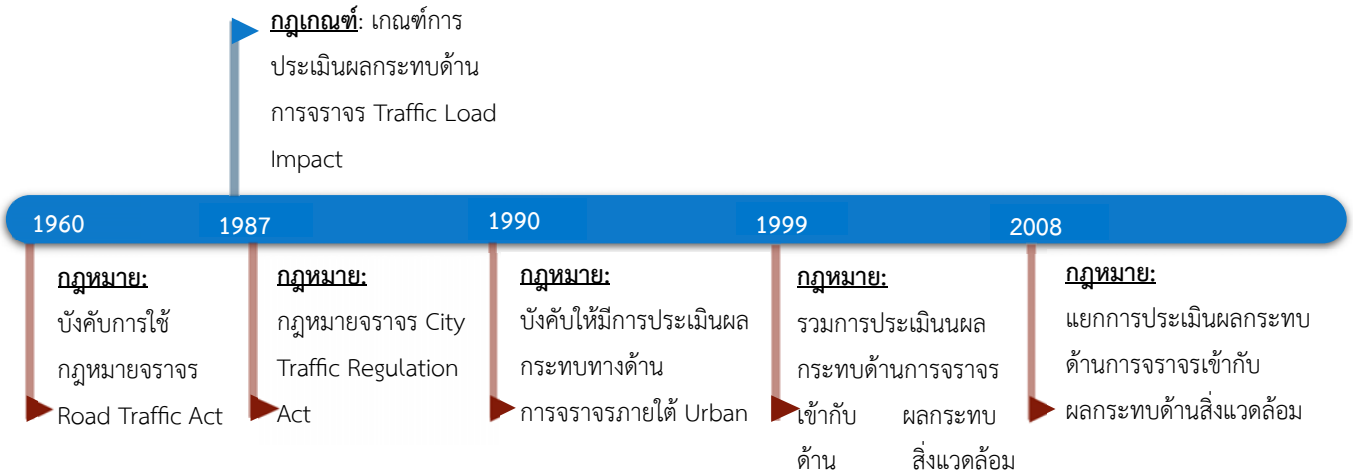 กฎเกณฑ์: เกณฑ์การ
ประเมินผลกระทบด้าน
การจราจร Traffic Load
Impact
1960
1987
1990
1999
2008
กฎหมาย:
บังคับการใช้
กฎหมายจราจร
Road Traffic Act
กฎหมาย:
กฎหมายจราจร City
Traffic Regulation
Act
กฎหมาย:
บังคับให้มีการประเมินผล
กระทบทางด้าน
การจราจรภายใต้ Urban
กฎหมาย:
รวมการประเมินนผล
กระทบด้านการจราจร
เข้ากับ ผลกระทบ
ด้าน สิ่งแวดล้อม
กฎหมาย:
แยกการประเมินผลกระทบ
ด้านการจราจรเข้ากับ
ผลกระทบด้านสิ่งแวดล้อม